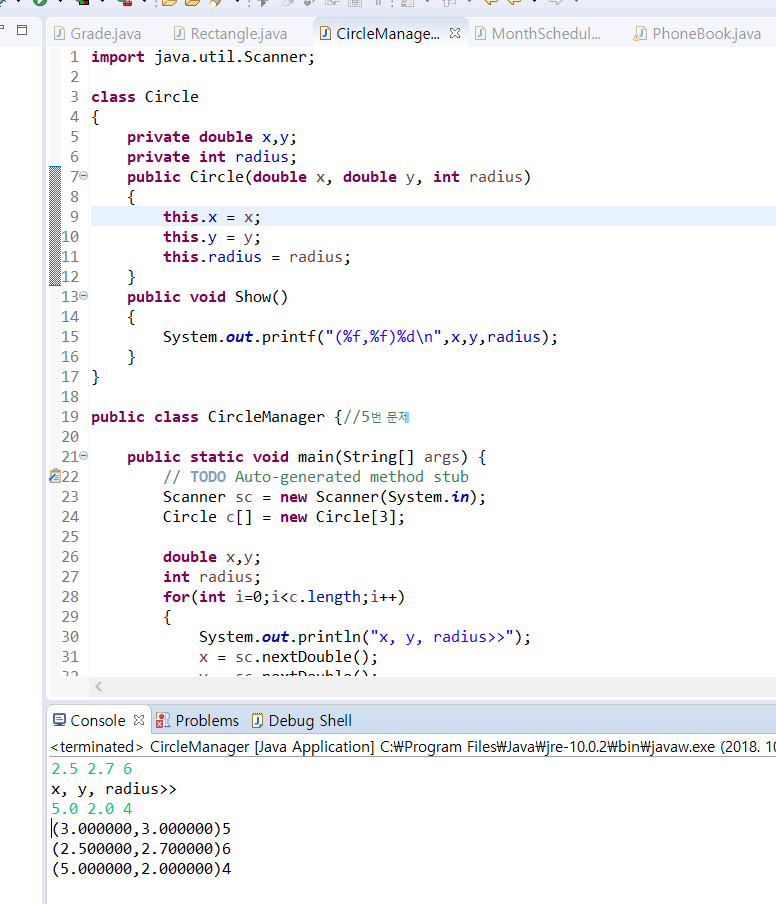 Grade.java
Rectangle.java
CircleManage...
MonthSchedul...
PhoneBook.java
1 import java.util.Scanner;
2
3 class Circle
4 {
5 private double x,y;
6 private int radius;
7 public Circle(double x, double y, int radius)
8 {
9 this.x = x;
10 this.y = y;
11 this.radius = radius;
12 }
13 public void Show()
14 {
15 System.out.printf("(%f,%f)%d\n",x,y,radius);
16 }
17 }
18
19 public class CircleManager {//5번 문제
20
21 public static void main(String[] args) {
22 // TODO Auto-generated method stub
23 Scanner sc = new Scanner(System.in);
24 Circle c[] = new Circle[3];
25
26 double x,y;
27 int radius;
28 for(int i=0;i<c.length;i++)
29 {
30 System.out.println("x, y, radius>>");
31 x = sc.nextDouble();
Console
Problems
Debug Shell
<terminated> CircleManager [Java Application] C:₩Program Files₩Java₩jre-10.0.2₩bin₩javaw.exe (2018. 10
2.5 2.7 6
x, y, radius>>
5.0 2.0 4
(3.000000,3.000000)5
(2.500000,2.700000)6
(5.000000,2.000000)4